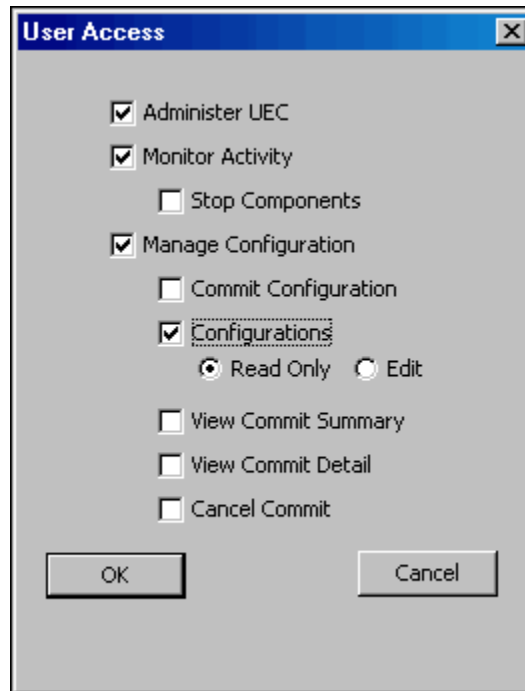 User Access
Administer UEC
Monitor Activity
Stop Components
Manage Configuration
Commit Configuration
Configurations
Read Only Edit
View Commit Summary
View Commit Detail
Cancel Commit
OK Cancel